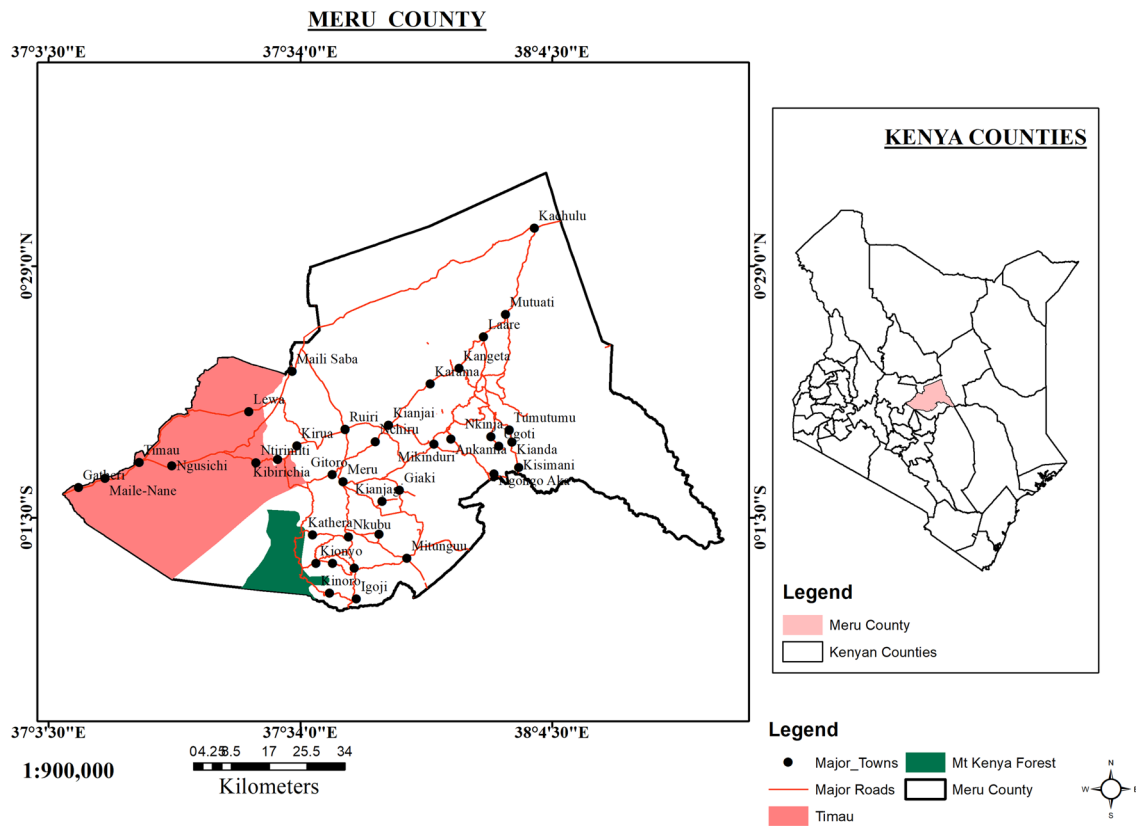 MERU COUNTY
37°3'30"E
37°34'0"E
38°4'30"E
KENYA COUNTIES
Kachulu
0°29'0"N
0°29'0"N
Mutuati
Laare
Kangeta
Maili Saba
Karama
Lewa
Kianjai
Tumutumu
Ruiri
Nkinja
Nchiru
Kirua
Ugoti
Timau
Ntirimiti
Ankamia
Kianda
Mikinduri
Ngusichi
Kibirichia
Gitoro
Meru
Kisimani
Gatheri
Giaki
Ngongo Aka
Maile-Nane
Kianjag
0°1'30"S
0°1'30"S
Kathera
Nkubu
Mitunguu
Kionyo
Kinoro
Igoji
Legend
Meru County
Kenyan Counties
37°3'30"E
37°34'0"E
38°4'30"E
0 4.25 8.5 17 25.5 34
Kilometers
1:900,000
Legend
Major_Towns
Mt Kenya Forest
Major Roads
Meru County
Timau
N
W
E
S